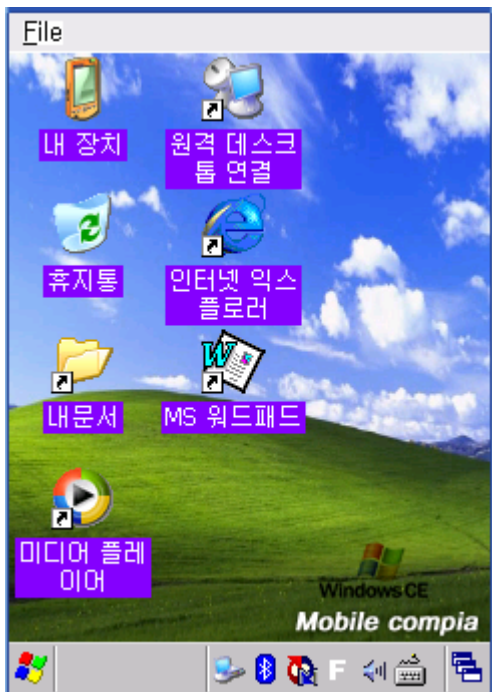 File
내 장치
원격 데스크
톱 연결
휴지통
인터넷 익스
플로러
내문서
MS 워드패드
미디어 플레
이어
Windows CE
Mobile compia
F